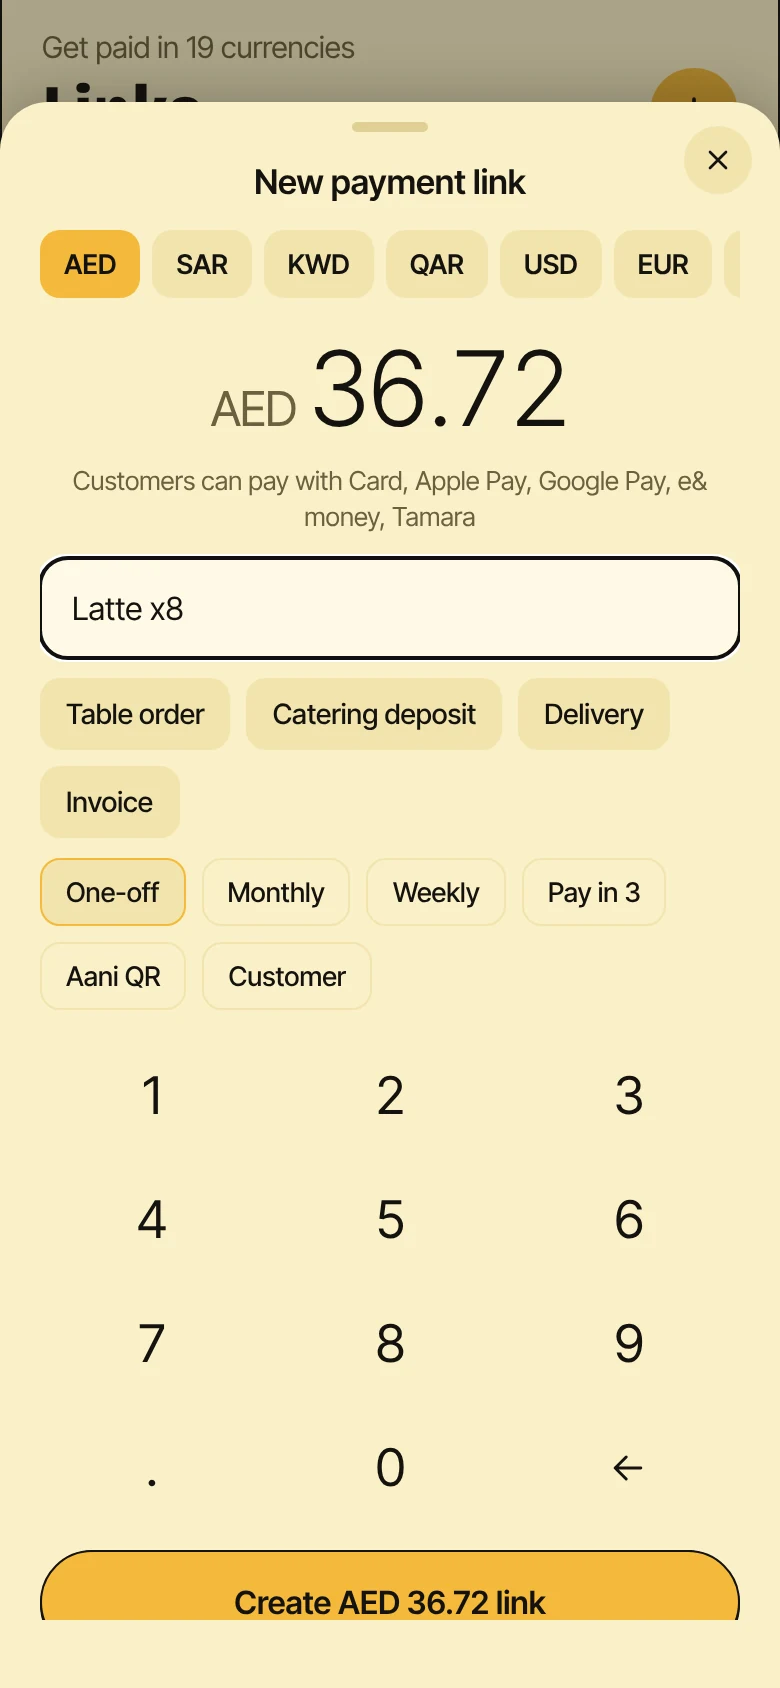 Get paid in 19 currencies
Links
New payment link
AED SAR KWD QAR USD EUR
AED 36.72
Customers can pay with Card, Apple Pay, Google Pay, e&
money, Tamara
Latte x8
Table order Catering deposit Delivery
Invoice
One-off Monthly Weekly Pay in 3
Aani QR Customer
1 2 3
4 5 6
7 8 9
. 0 ←
Create AED 36.72 link